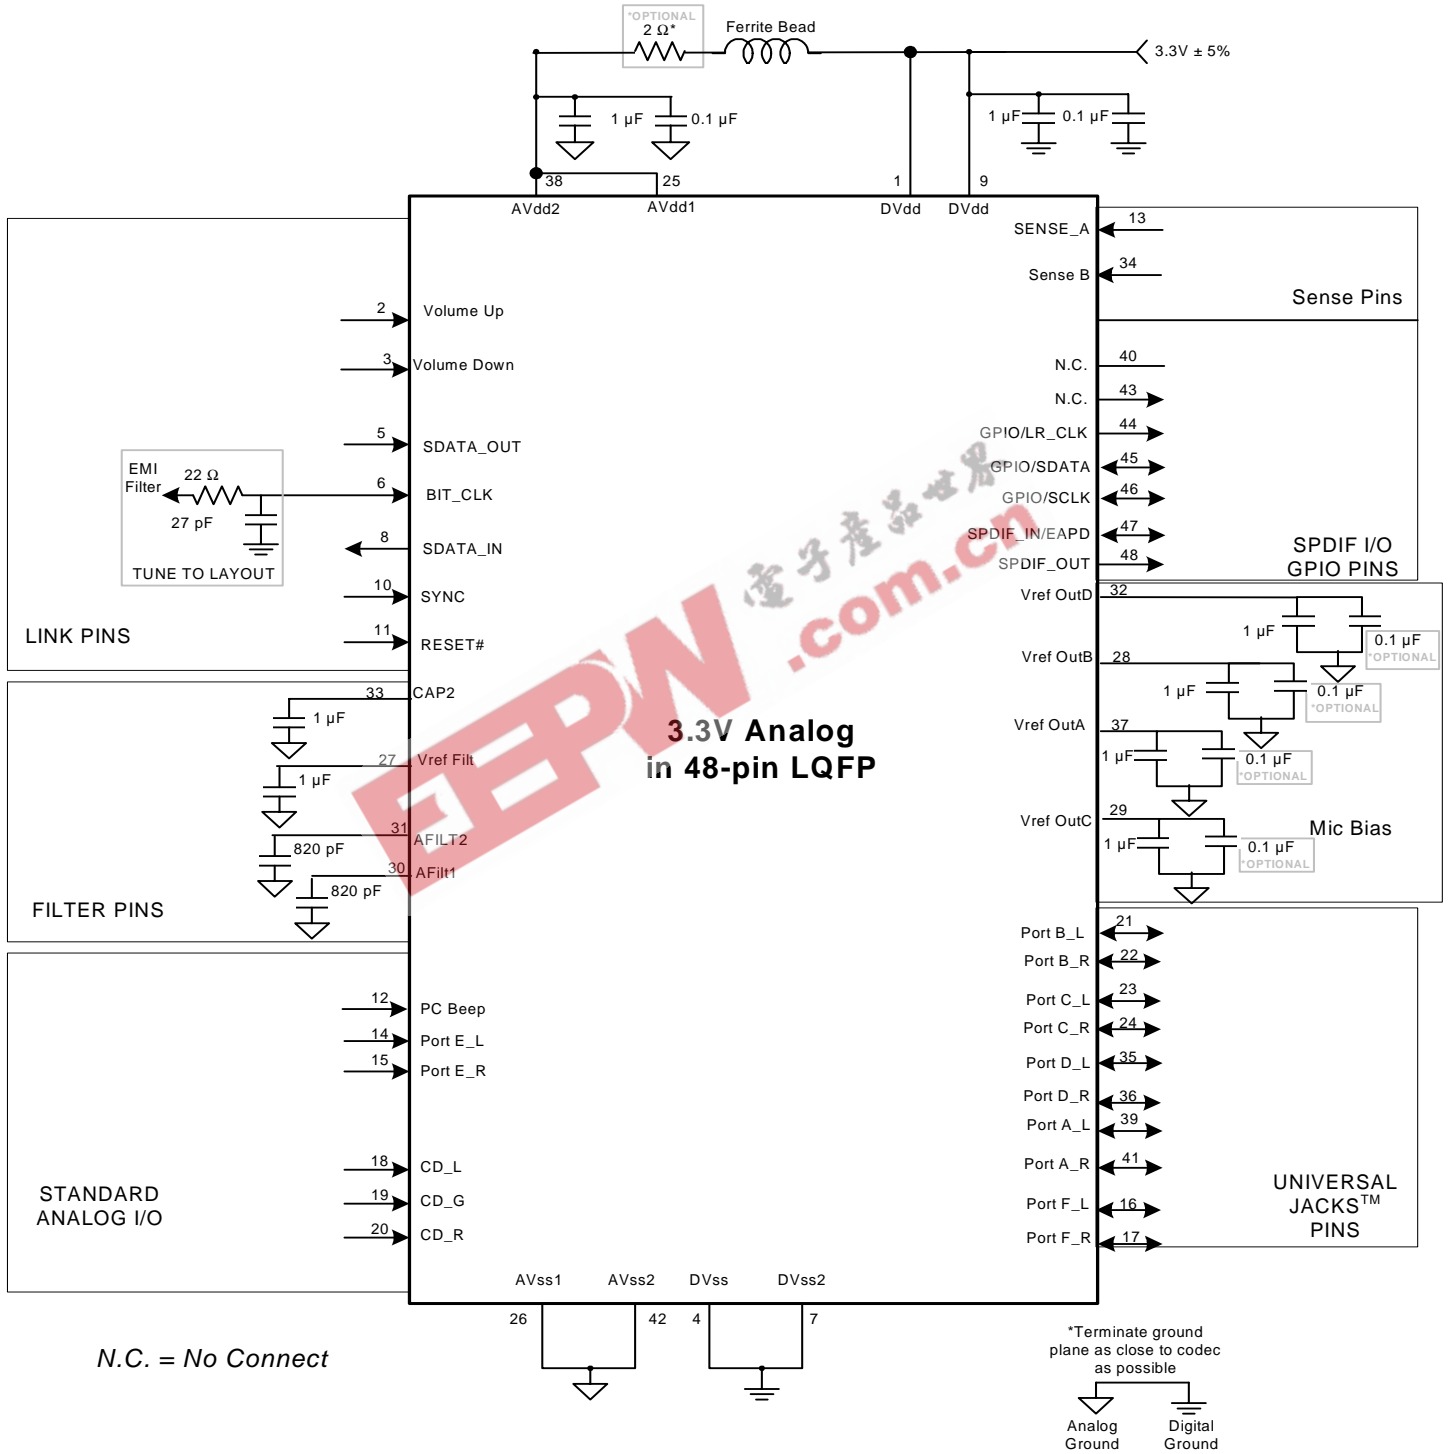 *OPTIONAL
2 Ω*
Ferrite Bead
3.3V ± 5%
1 µF
0.1 µF
1 µF
0.1 µF
38
25
1
9
AVdd2
AVdd1
DVdd
DVdd
SENSE_A
13
Sense B
34
Sense Pins
2
Volume Up
3
Volume Down
5
SDATA_OUT
EMI
Filter
22 Ω
27 pF
TUNE TO LAYOUT
6
BIT_CLK
8
SDATA_IN
10
SYNC
11
RESET#
LINK PINS
N.C.
40
N.C.
43
GPIO/LR_CLK
44
GPIO/SDATA
45
GPIO/SCLK
46
SPDIF_IN/EAPD
47
SPDIF_OUT
48
SPDIF I/O
GPIO PINS
33
CAP2
1 µF
27
Vref Filt
1 µF
31
AFILT2
820 pF
30
AFilt1
820 pF
FILTER PINS
電子產品世界
EEPW
.com.cn
3.3V Analog
in 48-pin LQFP
Vref OutD
32
1 µF
0.1 µF
*OPTIONAL
Vref OutB
28
1 µF
0.1 µF
*OPTIONAL
Vref OutA
37
1 µF
0.1 µF
*OPTIONAL
Vref OutC
29
1 µF
0.1 µF
*OPTIONAL
Mic Bias
12
PC Beep
14
Port E_L
15
Port E_R
18
CD_L
19
CD_G
20
CD_R
STANDARD
ANALOG I/O
Port B_L
21
Port B_R
22
Port C_L
23
Port C_R
24
Port D_L
35
Port D_R
36
Port A_L
39
Port A_R
41
Port F_L
16
Port F_R
17
UNIVERSAL
JACKS™
PINS
AVss1
AVss2
DVss
DVss2
26
42
4
7
N.C. = No Connect
*Terminate ground
plane as close to codec
as possible
Analog
Ground
Digital
Ground